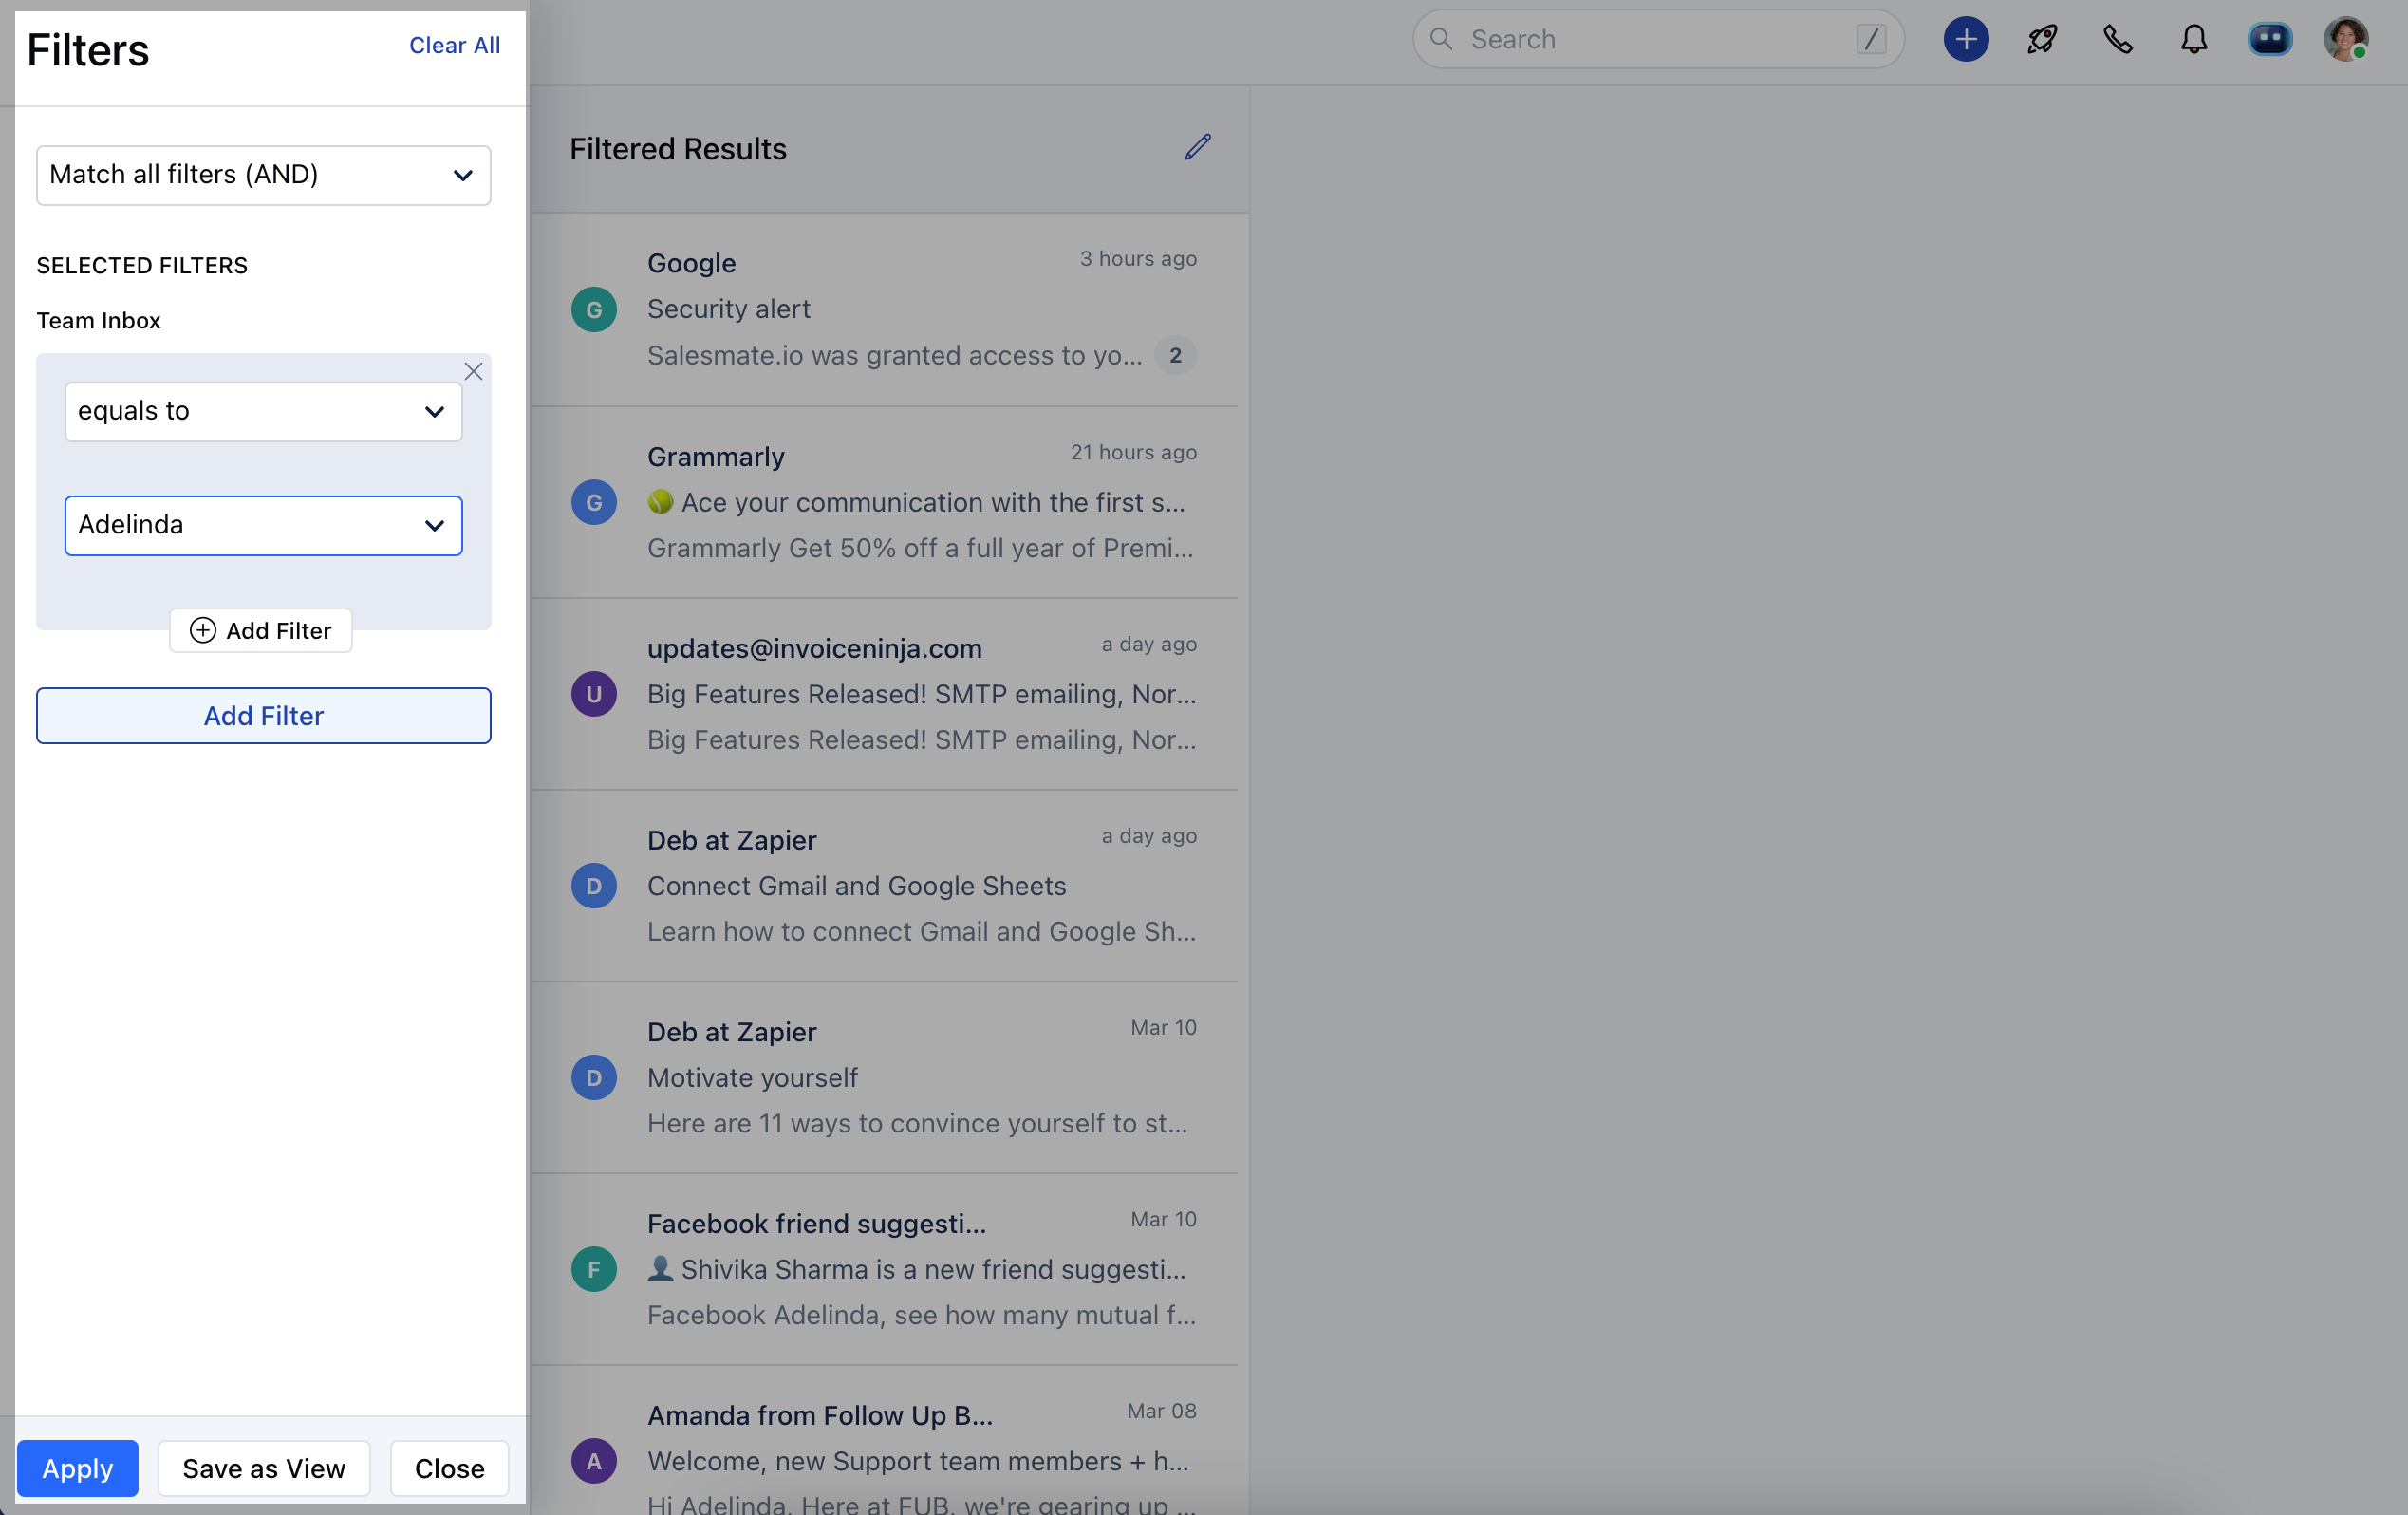 Filters
Clear All
Match all filters (AND)
SELECTED FILTERS
Team Inbox
equals to
Adelinda
Add Filter
Add Filter
Apply
Save as View
Close
Search
/
Filtered Results
Google
3 hours ago
G
Security alert
Salesmate.io was granted access to yo...
2
Grammarly
21 hours ago
G
Ace your communication with the first s...
Grammarly Get 50% off a full year of Premi...
updates@invoiceninja.com
a day ago
U
Big Features Released! SMTP emailing, Nor...
Big Features Released! SMTP emailing, Nor...
Deb at Zapier
a day ago
D
Connect Gmail and Google Sheets
Learn how to connect Gmail and Google Sh...
Deb at Zapier
Mar 10
D
Motivate yourself
Here are 11 ways to convince yourself to st...
Facebook friend suggesti...
Mar 10
F
Shivika Sharma is a new friend suggesti...
Facebook Adelinda, see how many mutual f...
Amanda from Follow Up B...
Mar 08
A
Welcome, new Support team members + h...
Hi Adelinda, Here at FUB, we're gearing up ...